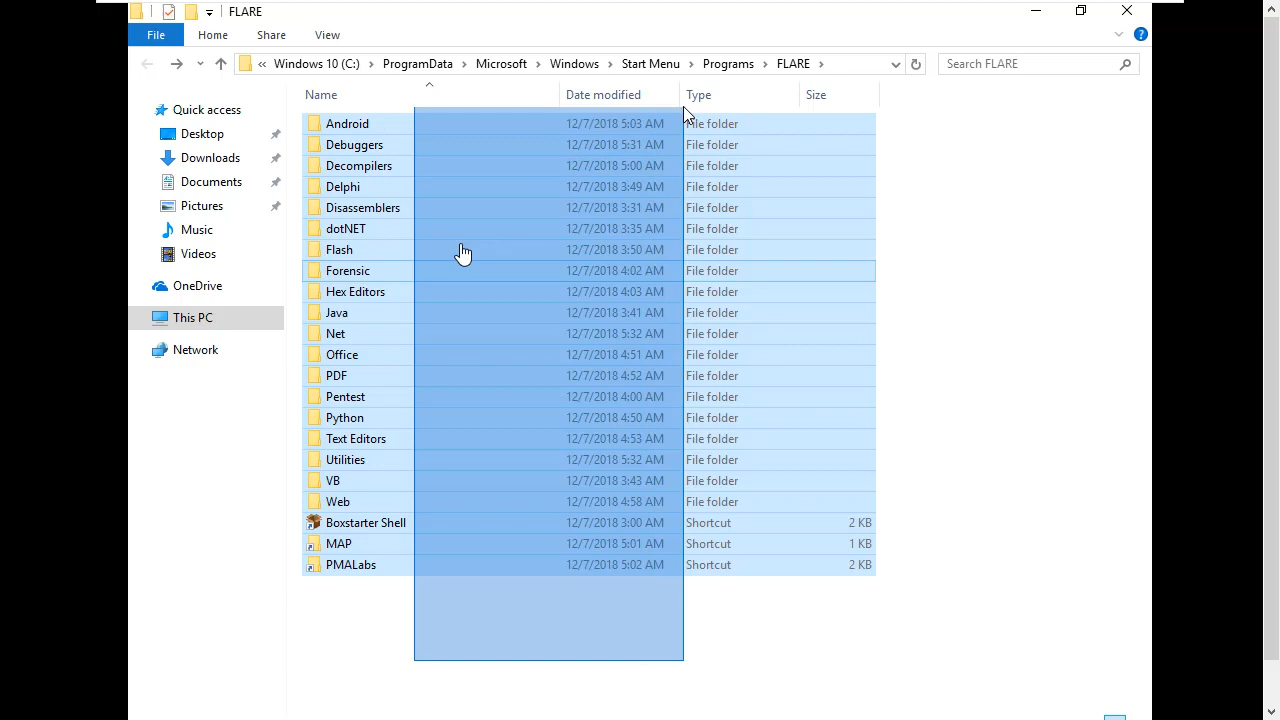 FLARE
File Home Share View
« Windows 10 (C:) › ProgramData › Microsoft › Windows › Start Menu › Programs › FLARE › Search FLARE
Name Date modified Type Size
Quick access
Desktop
Downloads
Documents
Pictures
Music
Videos
OneDrive
This PC
Network
Android 12/7/2018 5:03 AM File folder
Debuggers 12/7/2018 5:31 AM File folder
Decompilers 12/7/2018 5:00 AM File folder
Delphi 12/7/2018 3:49 AM File folder
Disassemblers 12/7/2018 3:31 AM File folder
dotNET 12/7/2018 3:35 AM File folder
Flash 12/7/2018 3:50 AM File folder
Forensic 12/7/2018 4:02 AM File folder
Hex Editors 12/7/2018 4:03 AM File folder
Java 12/7/2018 3:41 AM File folder
Net 12/7/2018 5:32 AM File folder
Office 12/7/2018 4:51 AM File folder
PDF 12/7/2018 4:52 AM File folder
Pentest 12/7/2018 4:00 AM File folder
Python 12/7/2018 4:50 AM File folder
Text Editors 12/7/2018 4:53 AM File folder
Utilities 12/7/2018 5:32 AM File folder
VB 12/7/2018 3:43 AM File folder
Web 12/7/2018 4:58 AM File folder
Boxstarter Shell 12/7/2018 3:00 AM Shortcut 2 KB
MAP 12/7/2018 5:01 AM Shortcut 1 KB
PMALabs 12/7/2018 5:02 AM Shortcut 2 KB